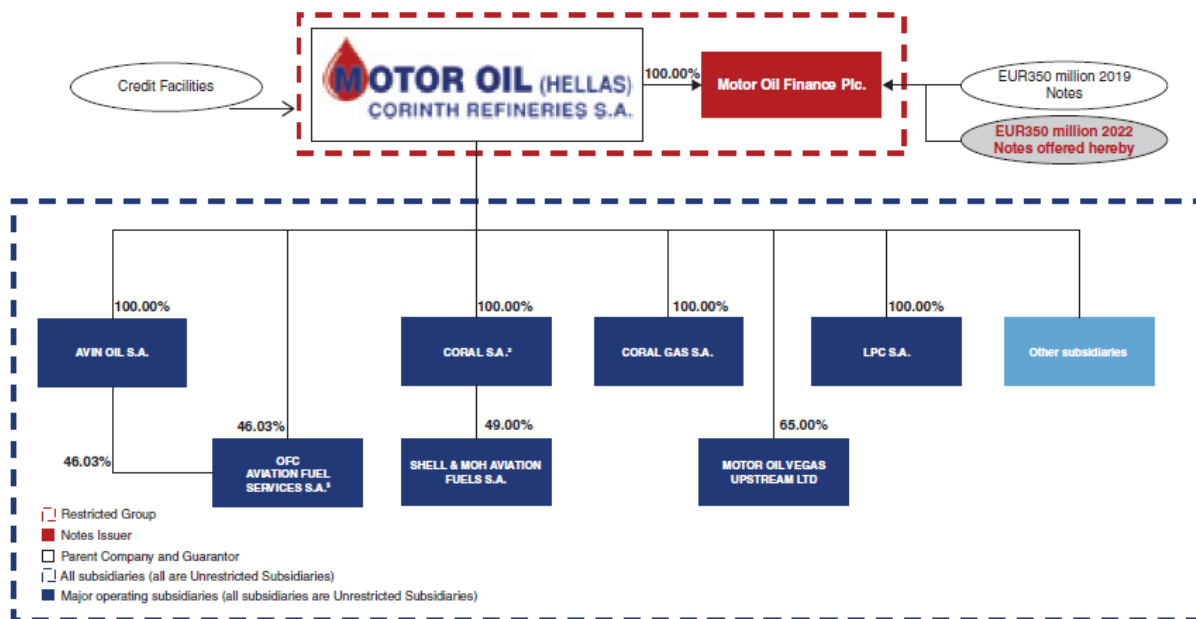 Credit Facilities
MOTOR OIL (HELLAS)
CORINTH REFINERIES S.A.
100.00%
Motor Oil Finance Plc.
EUR350 million 2019
Notes
EUR350 million 2022
Notes offered hereby
100.00%
AVIN OIL S.A.
100.00%
CORAL S.A.²
100.00%
CORAL GAS S.A.
100.00%
LPC S.A.
Other subsidiaries
46.03%
46.03%
OFC
AVIATION FUEL
SERVICES S.A.³
49.00%
SHELL & MOH AVIATION
FUELS S.A.
65.00%
MOTOR OIL VEGAS
UPSTREAM LTD
Restricted Group
Notes Issuer
Parent Company and Guarantor
All subsidiaries (all are Unrestricted Subsidiaries)
Major operating subsidiaries (all subsidiaries are Unrestricted Subsidiaries)